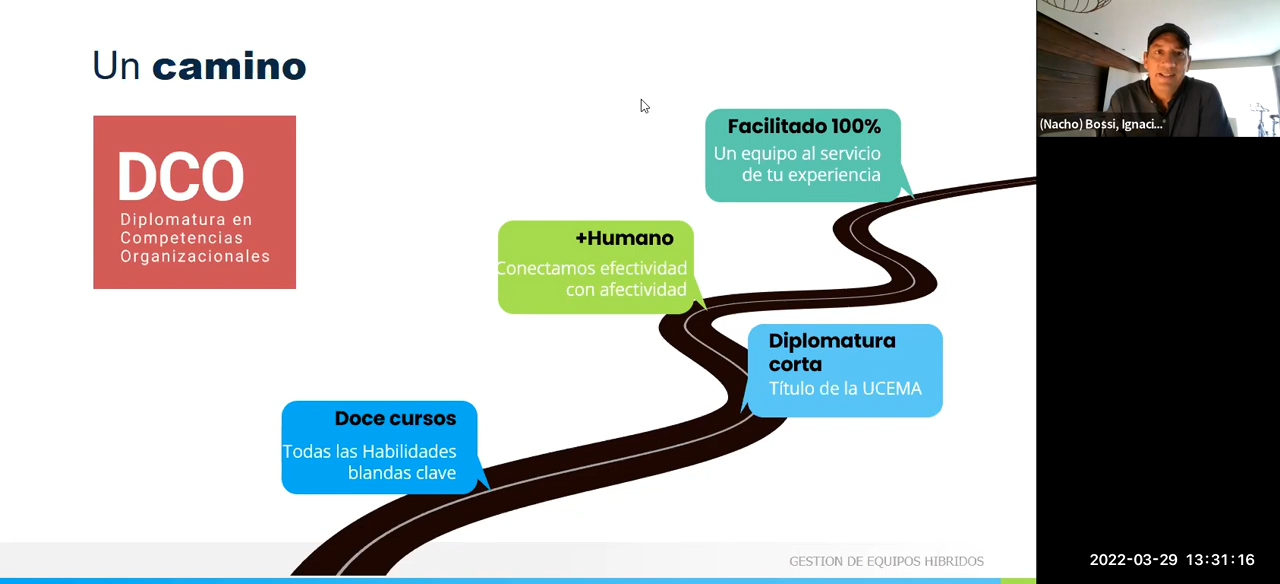 Un camino
DCO
Diplomatura en
Competencias
Organizacionales
Facilitado 100%
Un equipo al servicio
de tu experiencia
+Humano
Conectamos efectividad
con afectividad
Diplomatura
corta
Título de la UCEMA
Doce cursos
Todas las Habilidades
blandas clave
GESTION DE EQUIPOS HIBRIDOS
(Nacho) Bossi, Ignaci...
2022-03-29 13:31:16